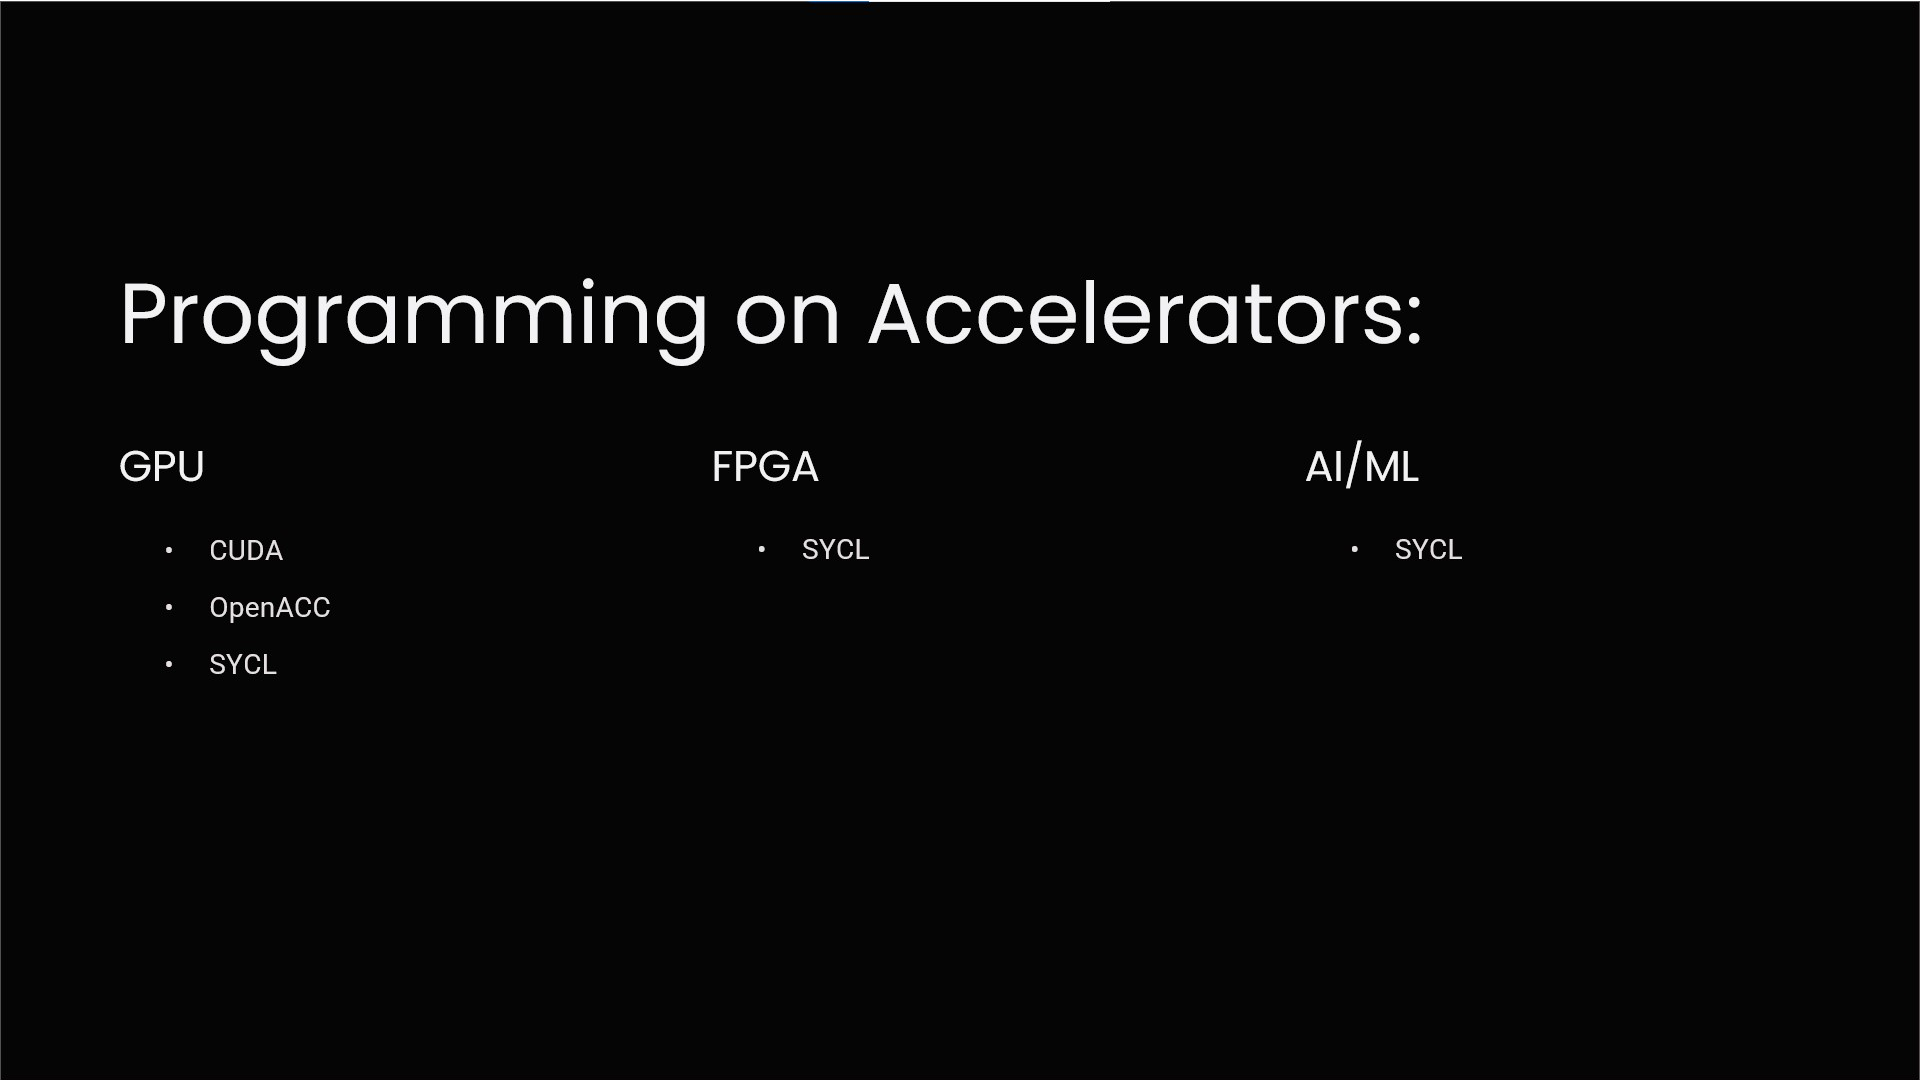 Programming on Accelerators:
GPU
• CUDA
• OpenACC
• SYCL
FPGA
• SYCL
AI/ML
• SYCL